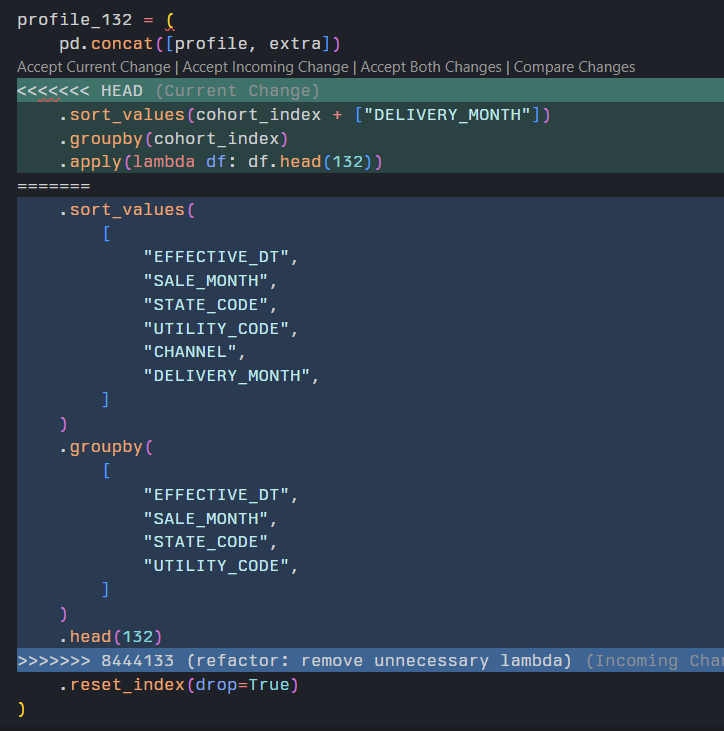 profile_132 = (
    pd.concat([profile, extra])
Accept Current Change | Accept Incoming Change | Accept Both Changes | Compare Changes
<<<<<<< HEAD (Current Change)
    .sort_values(cohort_index + ["DELIVERY_MONTH"])
    .groupby(cohort_index)
    .apply(lambda df: df.head(132))
=======
    .sort_values(
        [
            "EFFECTIVE_DT",
            "SALE_MONTH",
            "STATE_CODE",
            "UTILITY_CODE",
            "CHANNEL",
            "DELIVERY_MONTH",
        ]
    )
    .groupby(
        [
            "EFFECTIVE_DT",
            "SALE_MONTH",
            "STATE_CODE",
            "UTILITY_CODE",
        ]
    )
    .head(132)
>>>>>>> 8444133 (refactor: remove unnecessary lambda) (Incoming
    .reset_index(drop=True)
)